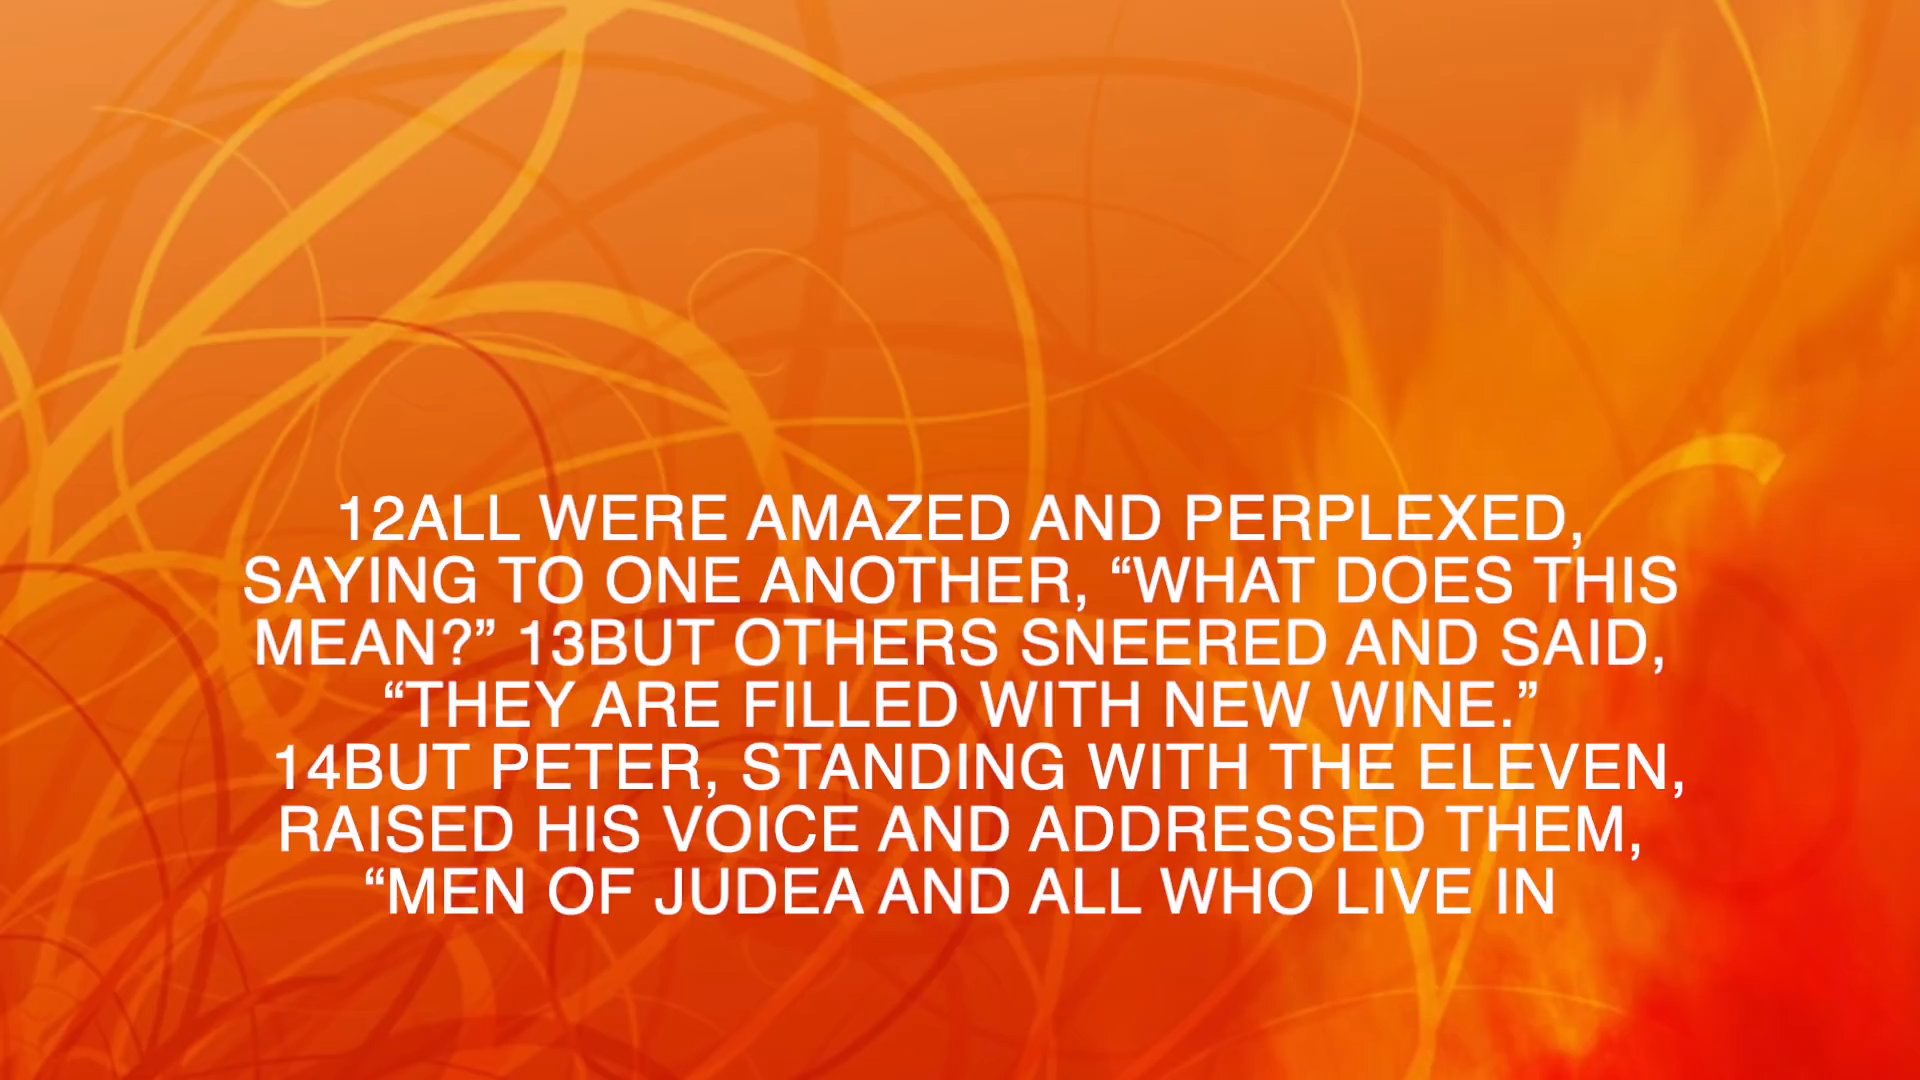 12ALL WERE AMAZED AND PERPLEXED,
SAYING TO ONE ANOTHER, “WHAT DOES THIS
MEAN?” 13BUT OTHERS SNEERED AND SAID,
“THEY ARE FILLED WITH NEW WINE.”
14BUT PETER, STANDING WITH THE ELEVEN,
RAISED HIS VOICE AND ADDRESSED THEM,
“MEN OF JUDEA AND ALL WHO LIVE IN